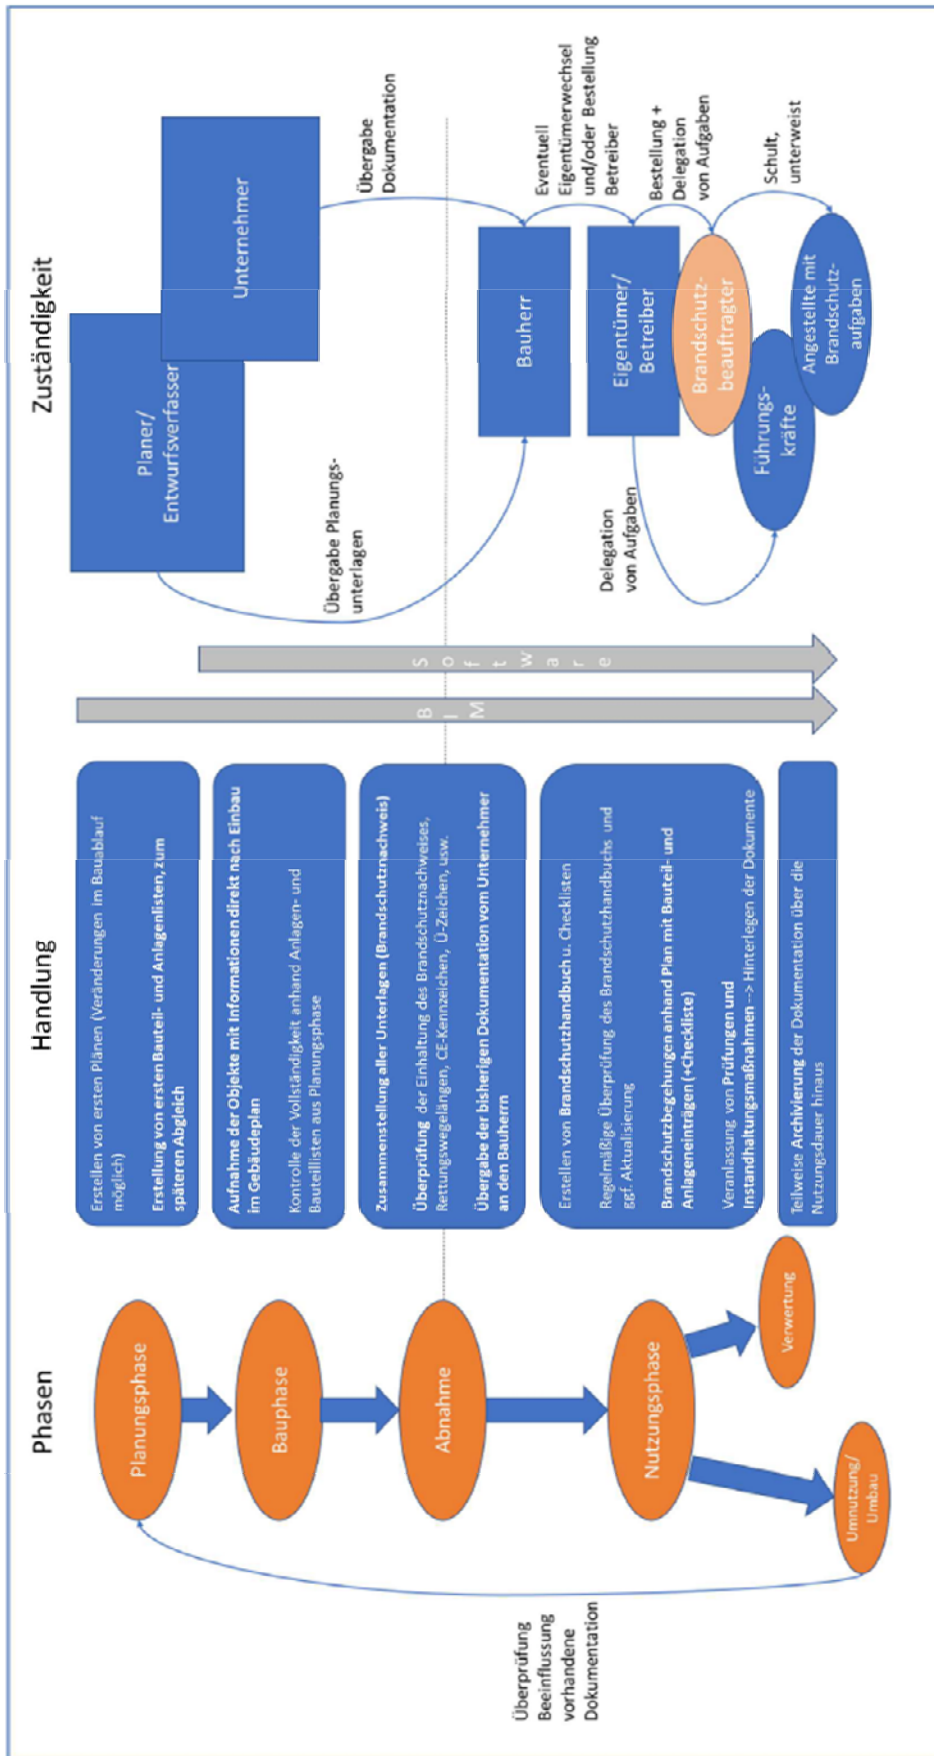 Phasen
Handlung
Zuständigkeit
Planungsphase
Bauphase
Abnahme
Nutzungsphase
Verwertung
Umnutzung/
Umbau
Überprüfung
Beeinflussung
vorhandene
Dokumentation
Erstellen von ersten Plänen (Veränderungen im Bauablauf
möglich)
Erstellung von ersten Bauteil- und Anlagenlisten, zum
späteren Abgleich
Aufnahme der Objekte mit Informationen direkt nach Einbau
im Gebäudeplan
Kontrolle der Vollständigkeit anhand Anlagen- und
Bauteillisten aus Planungsphase
Zusammenstellung aller Unterlagen (Brandschutznachweis)
Überprüfung der Einhaltung des Brandschutznachweises,
Rettungswegelängen, CE-Kennzeichen, Ü-Zeichen, usw.
Übergabe der bisherigen Dokumentation vom Unternehmer
an den Bauherrn
Erstellen von Brandschutzhandbuch u. Checklisten
Regelmäßige Überprüfung des Brandschutzhandbuchs und
ggf. Aktualisierung
Brandschutzbegehungen anhand Plan mit Bauteil- und
Anlageneinträgen (+Checkliste)
Veranlassung von Prüfungen und
Instandhaltungsmaßnahmen --> Hinterlegen der Dokumente
Teilweise Archivierung der Dokumentation über die
Nutzungsdauer hinaus
BIM
Software
Planer/
Entwurfsverfasser
Unternehmer
Übergabe Planungs-
unterlagen
Übergabe
Dokumentation
Bauherr
Eventuell
Eigentümerwechsel
und/oder Bestellung
Betreiber
Eigentümer/
Betreiber
Bestellung +
Delegation
von Aufgaben
Delegation
von Aufgaben
Brandschutz-
beauftragter
Schult,
unterweist
Führungs-
kräfte
Angestellte mit
Brandschutz-
aufgaben